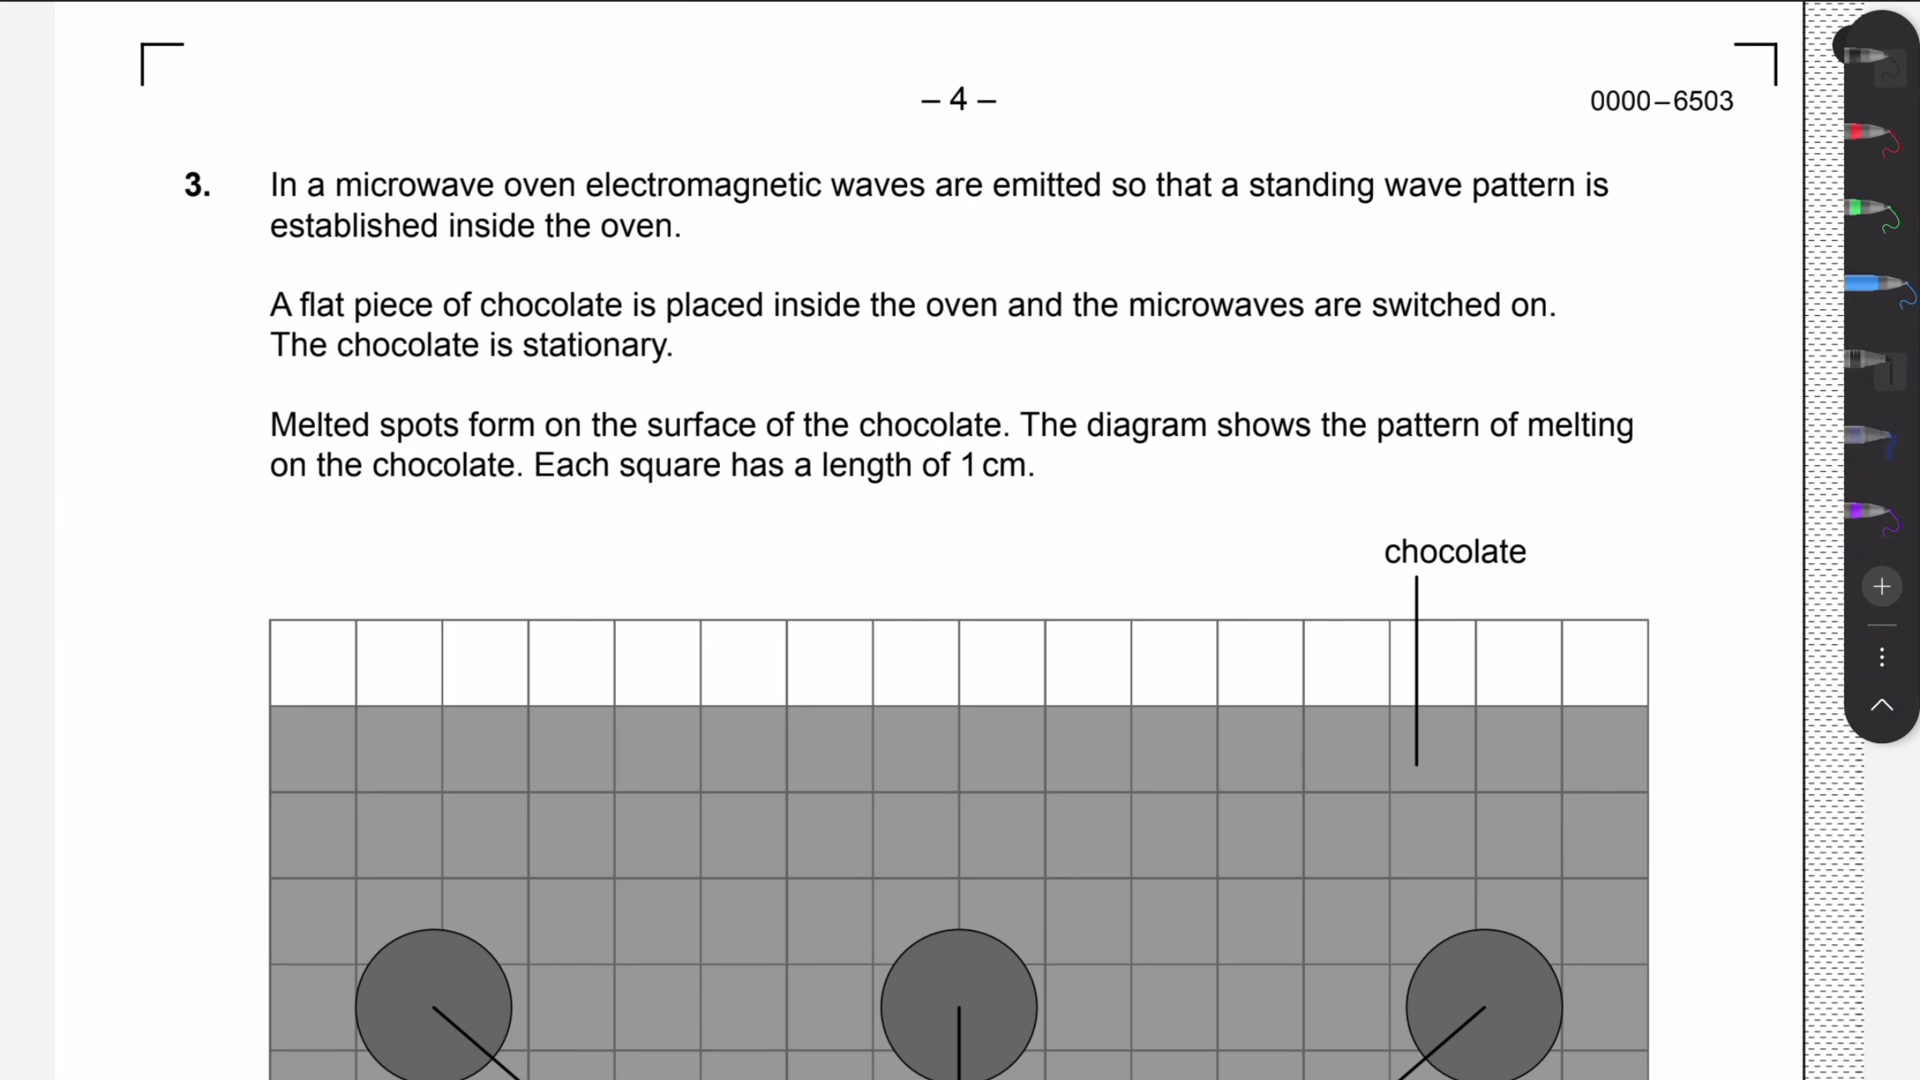 – 4 –
0000–6503
3. In a microwave oven electromagnetic waves are emitted so that a standing wave pattern is
established inside the oven.
A flat piece of chocolate is placed inside the oven and the microwaves are switched on.
The chocolate is stationary.
Melted spots form on the surface of the chocolate. The diagram shows the pattern of melting
on the chocolate. Each square has a length of 1 cm.
chocolate